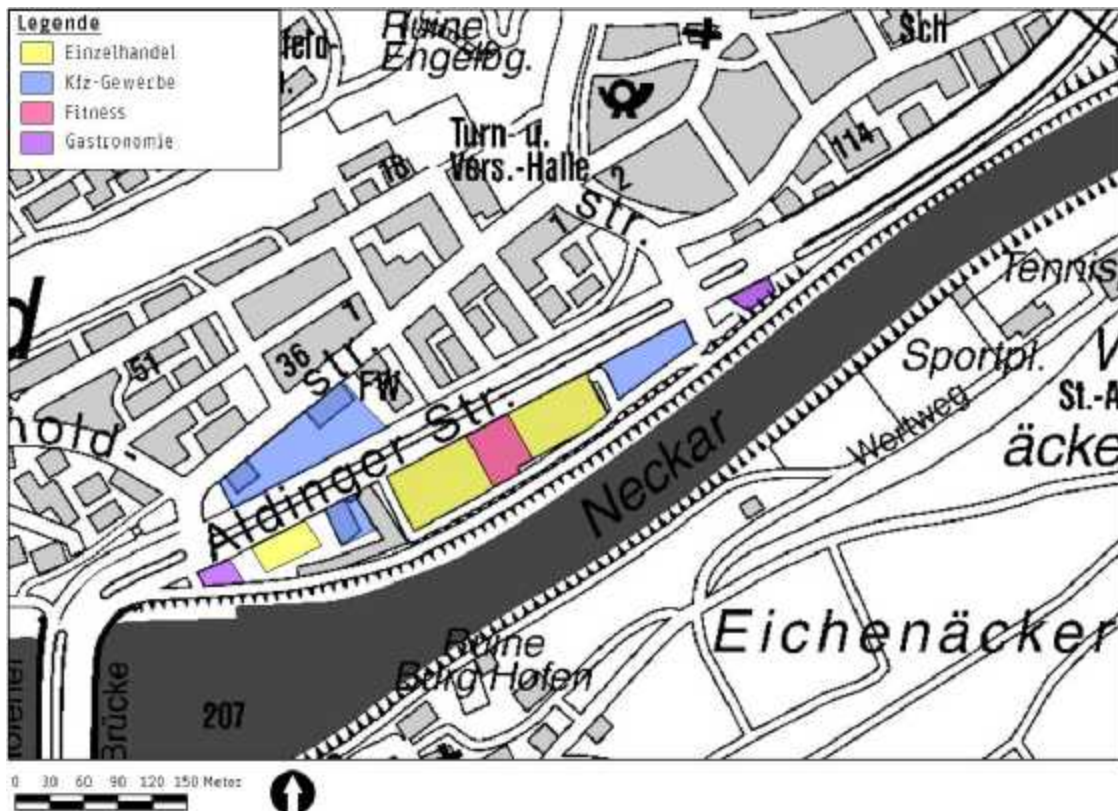 Legende
Einzelhandel
Kfz-Gewerbe
Fitness
Gastronomie
Ruine
Engelbg.
Sch
Turn- u.
Vers.-Halle
114
18
2
1
str.
Tennis
7
36
51
str.
FW
Sportpl.
St.-A
hold
äcke
Wertweg
Aldinger Str.
Neckar
Eichenäcker
Ruine
Burg Hofen
207
Brücke
0 30 60 90 120 150 Meter